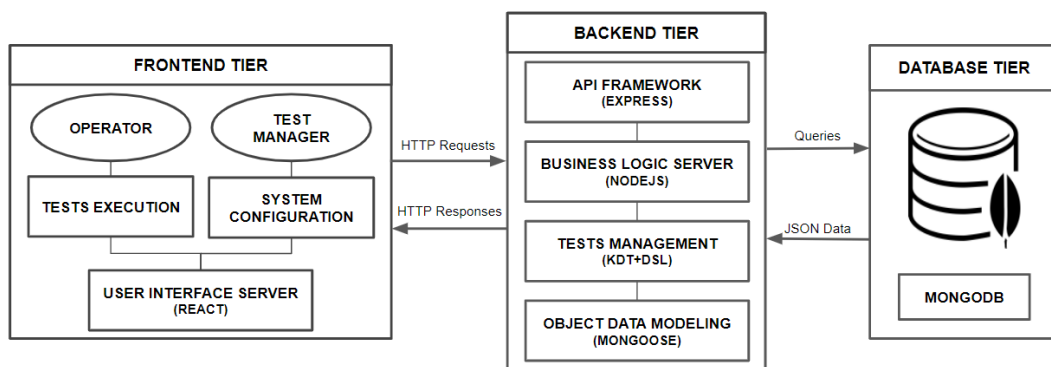 FRONTEND TIER
OPERATOR
TEST
MANAGER
TESTS EXECUTION
SYSTEM
CONFIGURATION
USER INTERFACE SERVER
(REACT)
HTTP Requests
HTTP Responses
BACKEND TIER
API FRAMEWORK
(EXPRESS)
BUSINESS LOGIC SERVER
(NODEJS)
TESTS MANAGEMENT
(KDT+DSL)
OBJECT DATA MODELING
(MONGOOSE)
Queries
JSON Data
DATABASE TIER
MONGODB